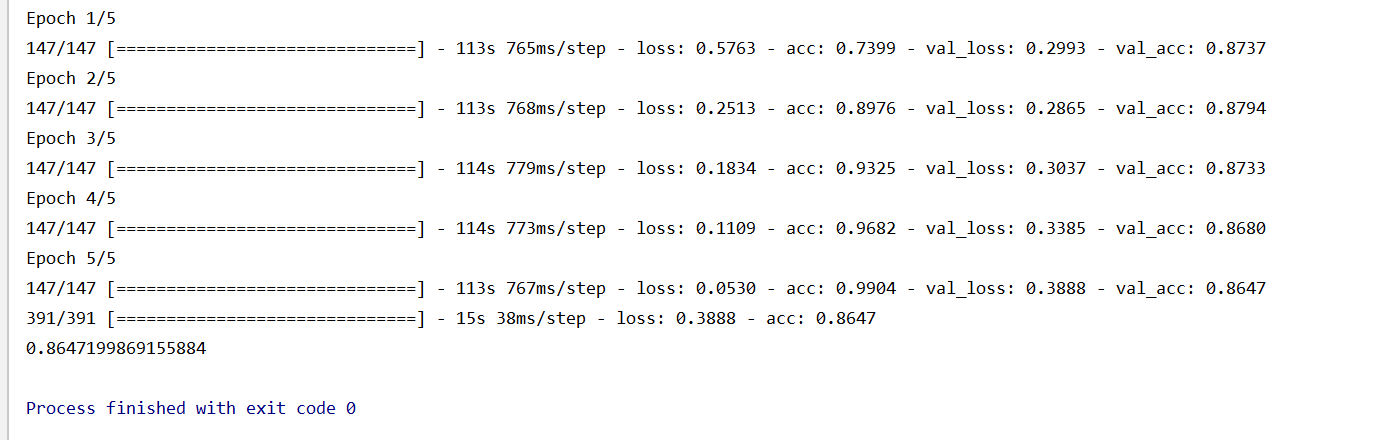 Epoch 1/5
147/147 [==============================] - 113s 765ms/step - loss: 0.5763 - acc: 0.7399 - val_loss: 0.2993 - val_acc: 0.8737
Epoch 2/5
147/147 [==============================] - 113s 768ms/step - loss: 0.2513 - acc: 0.8976 - val_loss: 0.2865 - val_acc: 0.8794
Epoch 3/5
147/147 [==============================] - 114s 779ms/step - loss: 0.1834 - acc: 0.9325 - val_loss: 0.3037 - val_acc: 0.8733
Epoch 4/5
147/147 [==============================] - 114s 773ms/step - loss: 0.1109 - acc: 0.9682 - val_loss: 0.3385 - val_acc: 0.8680
Epoch 5/5
147/147 [==============================] - 113s 767ms/step - loss: 0.0530 - acc: 0.9904 - val_loss: 0.3888 - val_acc: 0.8647
391/391 [==============================] - 15s 38ms/step - loss: 0.3888 - acc: 0.8647
0.8647199869155884
Process finished with exit code 0